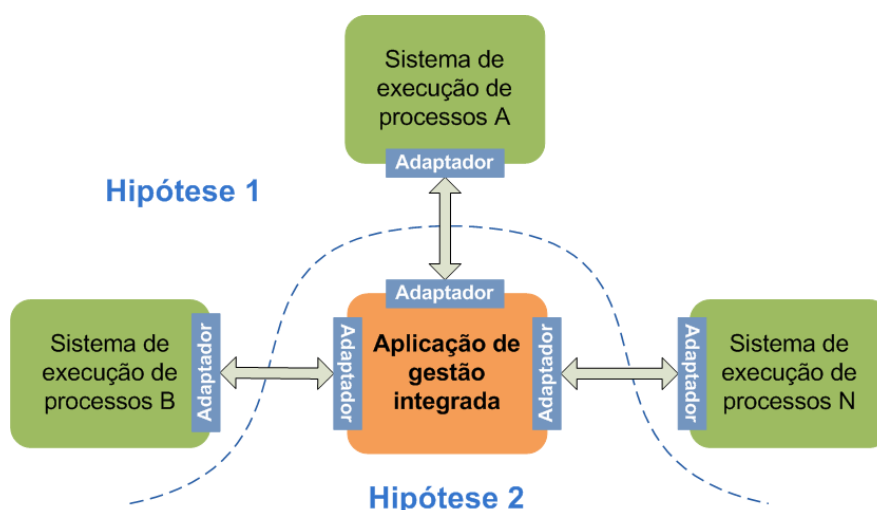 Sistema de
execução de
processos A
Adaptador
Hipótese 1
Adaptador
Sistema de
execução de
processos B
Adaptador
Adaptador
Aplicação de
gestão
integrada
Adaptador
Adaptador
Sistema de
execução de
processos N
Hipótese 2